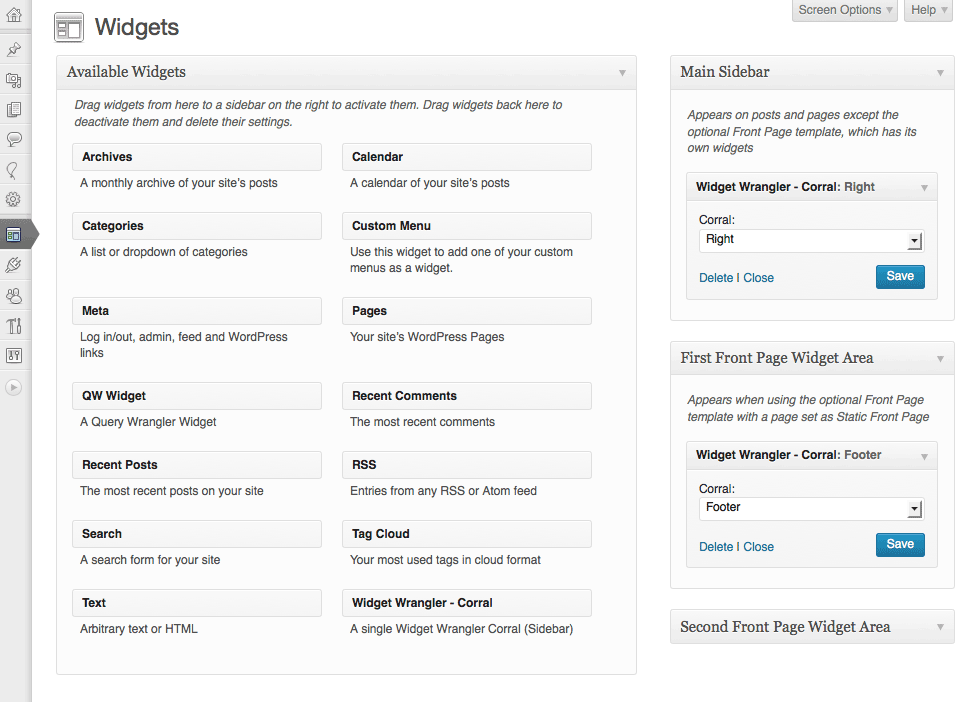 Screen Options
Help
Widgets
Available Widgets
Drag widgets from here to a sidebar on the right to activate them. Drag widgets back here to
deactivate them and delete their settings.
Archives
A monthly archive of your site's posts
Calendar
A calendar of your site's posts
Categories
A list or dropdown of categories
Custom Menu
Use this widget to add one of your custom
menus as a widget.
Meta
Log in/out, admin, feed and WordPress
links
Pages
Your site's WordPress Pages
QW Widget
A Query Wrangler Widget
Recent Comments
The most recent comments
Recent Posts
The most recent posts on your site
RSS
Entries from any RSS or Atom feed
Search
A search form for your site
Tag Cloud
Your most used tags in cloud format
Text
Arbitrary text or HTML
Widget Wrangler - Corral
A single Widget Wrangler Corral (Sidebar)
Main Sidebar
Appears on posts and pages except the
optional Front Page template, which has its
own widgets
Widget Wrangler - Corral: Right
Corral:
Right
Delete | Close
Save
First Front Page Widget Area
Appears when using the optional Front Page
template with a page set as Static Front Page
Widget Wrangler - Corral: Footer
Corral:
Footer
Delete | Close
Save
Second Front Page Widget Area